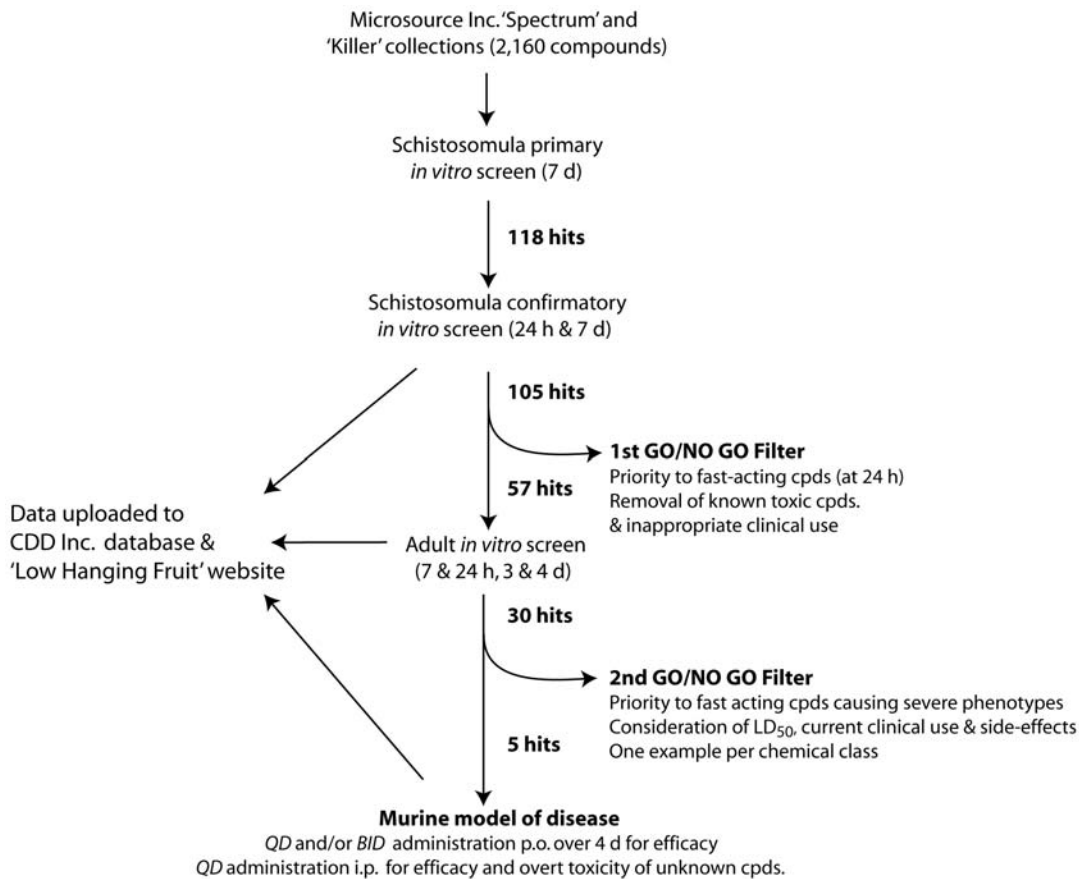 Microsource Inc. ‘Spectrum’ and
‘Killer’ collections (2,160 compounds)
Schistosomula primary
in vitro screen (7 d)
118 hits
Schistosomula confirmatory
in vitro screen (24 h & 7 d)
105 hits
1st GO/NO GO Filter
Priority to fast-acting cpds (at 24 h)
Removal of known toxic cpds.
& inappropriate clinical use
57 hits
Data uploaded to
CDD Inc. database &
‘Low Hanging Fruit’ website
Adult in vitro screen
(7 & 24 h, 3 & 4 d)
30 hits
2nd GO/NO GO Filter
Priority to fast acting cpds causing severe phenotypes
Consideration of LD50, current clinical use & side-effects
One example per chemical class
5 hits
Murine model of disease
QD and/or BID administration p.o. over 4 d for efficacy
QD administration i.p. for efficacy and overt toxicity of unknown cpds.